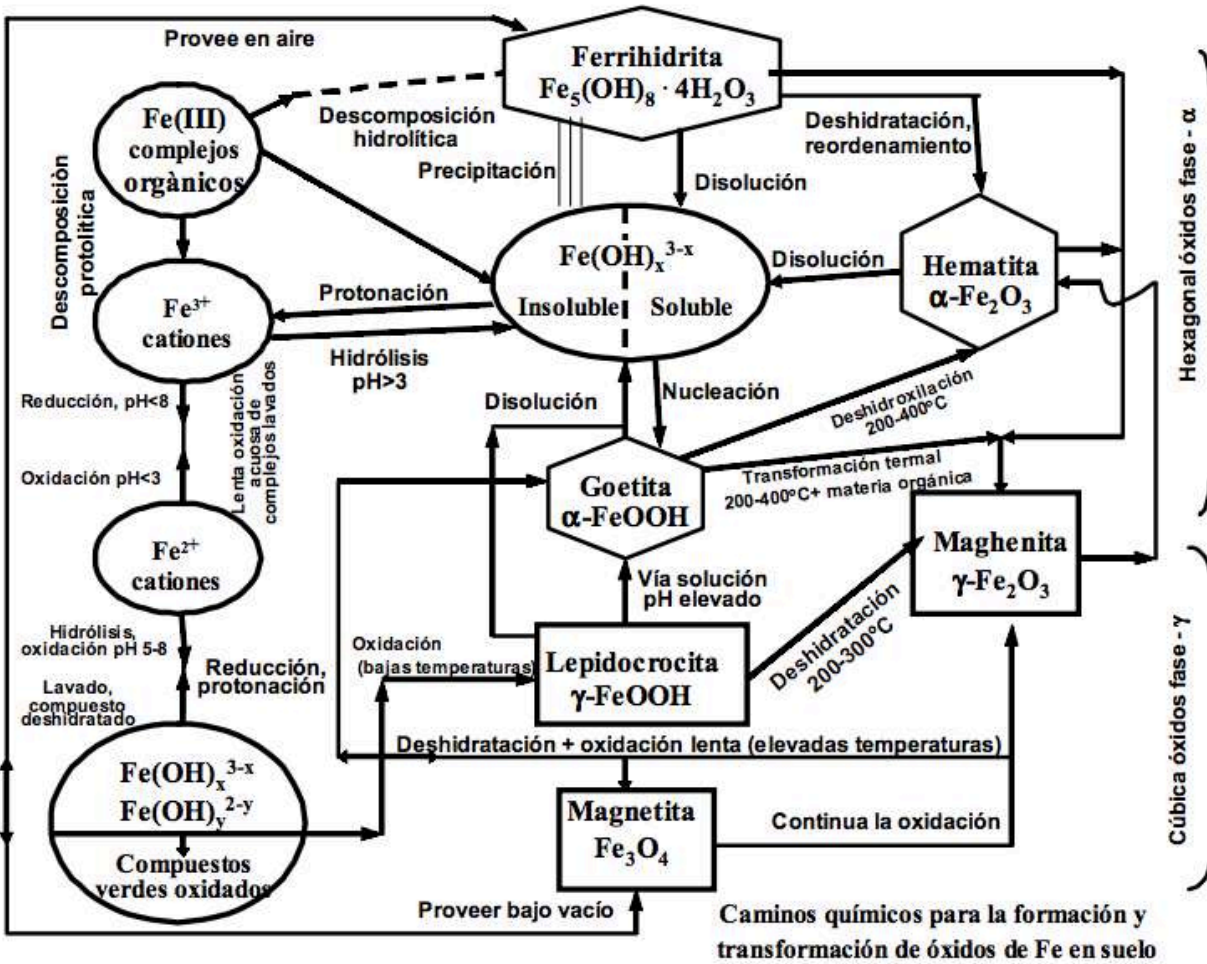 Provee en aire
Ferrihidrita
Fe₅(OH)₈ · 4H₂O₃
Fe(III)
complejos
orgànicos
Descomposición
hidrolítica
Precipitación
Disolución
Deshidratación,
reordenamiento
Hexagonal óxidos fase - α
Descomposiciòn
protolítica
Fe(OH)ₓ³⁻ˣ
Insoluble
Soluble
Disolución
Hematita
α-Fe₂O₃
Fe³⁺
cationes
Protonación
Hidrólisis
pH>3
Reducción, pH<8
Oxidación pH<3
Lenta oxidación
acuosa de
complejos lavados
Disolución
Nucleación
Deshidroxilación
200-400ºC
Transformación termal
200-400ºC+ materia orgánica
Goetita
α-FeOOH
Fe²⁺
cationes
Maghenita
γ-Fe₂O₃
Vía solución
pH elevado
Deshidratación
200-300ºC
Cúbica óxidos fase - γ
Hidrólisis,
oxidación pH 5-8
Reducción,
protonación
Lavado,
compuesto
deshidratado
Oxidación
(bajas temperaturas)
Lepidocrocita
γ-FeOOH
Deshidratación + oxidación lenta (elevadas temperaturas)
Fe(OH)ₓ³⁻ˣ
Fe(OH)ᵧ²⁻ʸ
Compuestos
verdes oxidados
Magnetita
Fe₃O₄
Continua la oxidación
Proveer bajo vacío
Caminos químicos para la formación y
transformación de óxidos de Fe en suelo